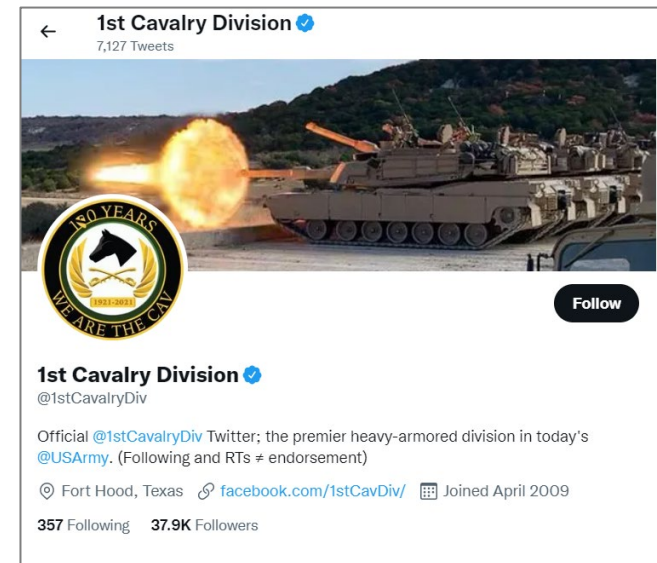 1st Cavalry Division
7,127 Tweets
100 YEARS
1921-2021
WE ARE THE CAV
Follow
1st Cavalry Division
@1stCavalryDiv
Official @1stCavalryDiv Twitter; the premier heavy-armored division in today's
@USArmy. (Following and RTs ≠ endorsement)
Fort Hood, Texas facebook.com/1stCavDiv/ Joined April 2009
357 Following 37.9K Followers